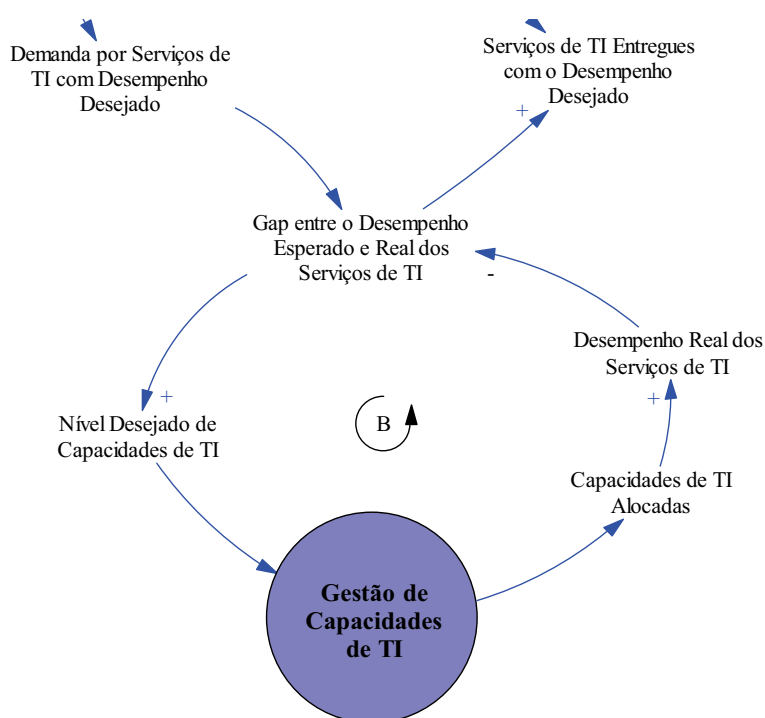 Demanda por Serviços de
TI com Desempenho
Desejado
Serviços de TI Entregues
com o Desempenho
Desejado
+
Gap entre o Desempenho
Esperado e Real dos
Serviços de TI
-
Desempenho Real dos
Serviços de TI
+
+
Nível Desejado de
Capacidades de TI
B
Capacidades de TI
Alocadas
Gestão de
Capacidades
de TI